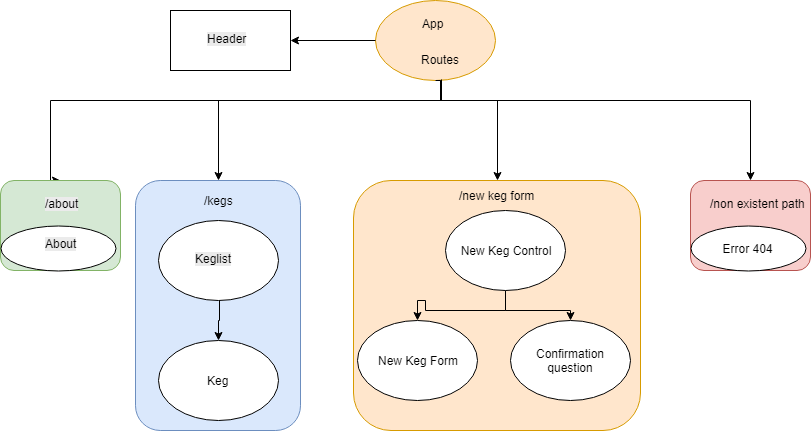 App
Header
Routes
/about
/kegs
/new keg form
/non existent path
About
Keglist
New Keg Control
Error 404
Keg
New Keg Form
Confirmation
question